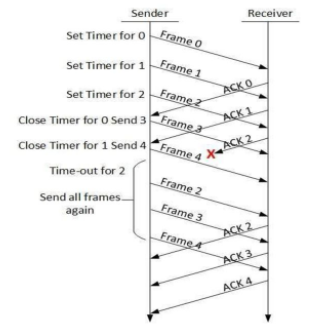 Sender Receiver
Set Timer for 0
Frame 0
Set Timer for 1
Frame 1
ACK 0
Set Timer for 2
Frame 2
ACK 1
Close Timer for 0 Send 3
Frame 3
ACK 2
Close Timer for 1 Send 4
Frame 4
X
Time-out for 2
Frame 2
Send all frames
again
Frame 3
ACK 2
Frame 4
ACK 3
ACK 4